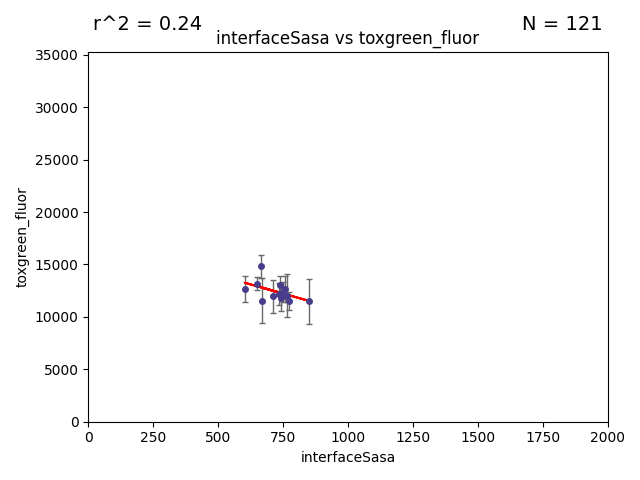 r^2 = 0.24
N = 121
interfaceSasa vs toxgreen_fluor
35000
30000
25000
20000
15000
10000
5000
0
toxgreen_fluor
0 250 500 750 1000 1250 1500 1750 2000
interfaceSasa